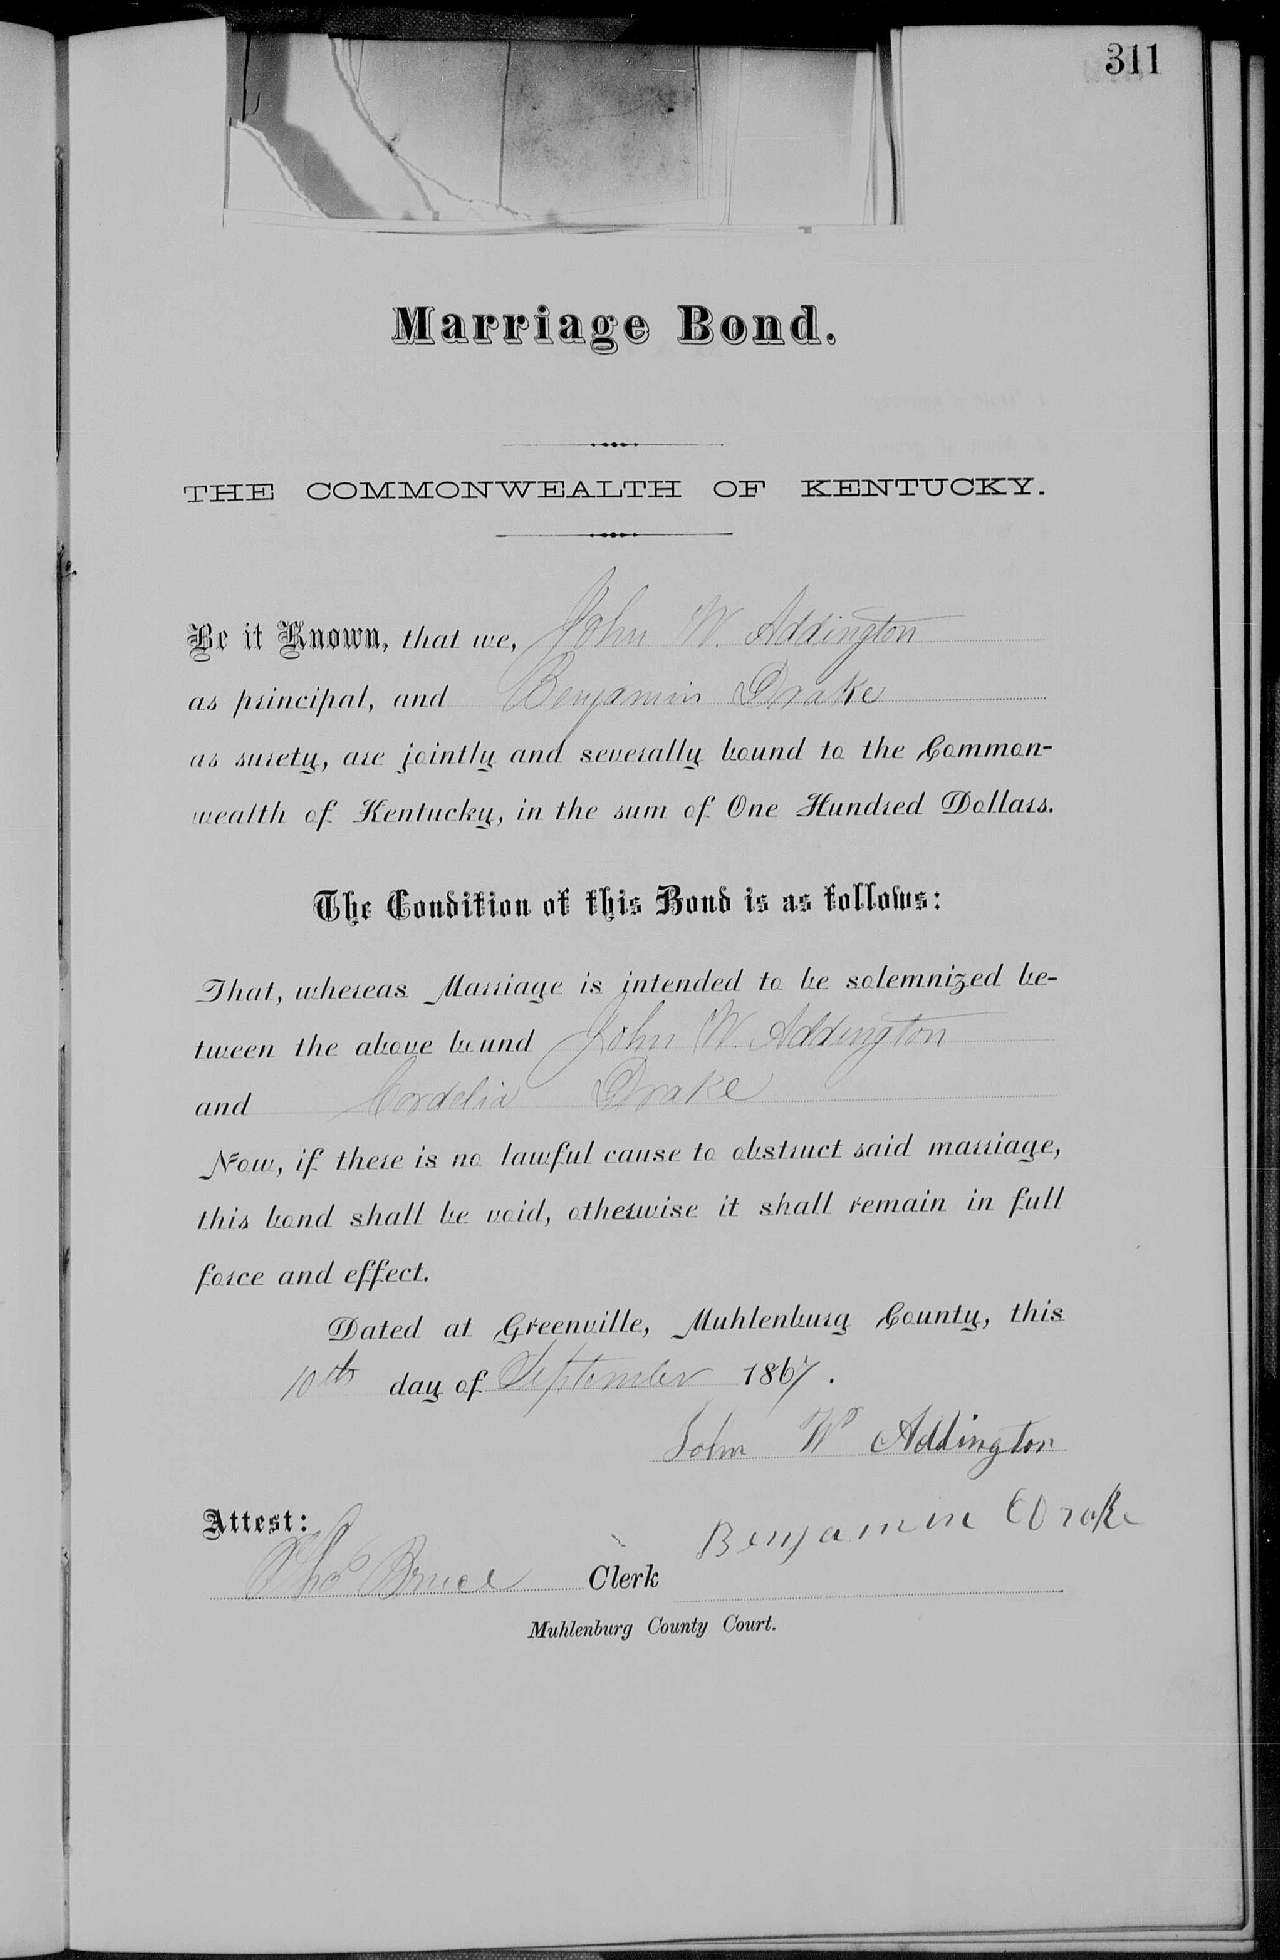 311
Marriage Bond.
THE COMMONWEALTH OF KENTUCKY.
Be it Known, that we, John W. Addington
as principal, and Benjamin Drake
as surety, are jointly and severally bound to the Common-
wealth of Kentucky, in the sum of One Hundred Dollars.
The Condition of this Bond is as follows:
That, whereas Marriage is intended to be solemnized be-
tween the above bound John W. Addington
and Cordelia Drake
Now, if there is no lawful cause to obstruct said marriage,
this bond shall be void, otherwise it shall remain in full
force and effect.
Dated at Greenville, Muhlenburg County, this
10th day of September 1867.
John W Addington
Attest:
Benjamin Drake
Thos Bruce Clerk
Muhlenburg County Court.